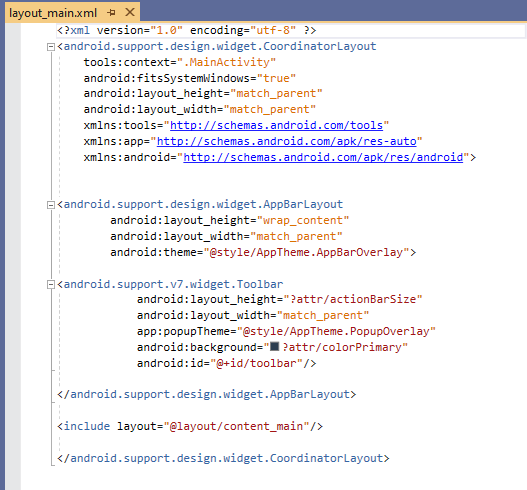 layout_main.xml
<?xml version="1.0" encoding="utf-8" ?>
<android.support.design.widget.CoordinatorLayout
tools:context=".MainActivity"
android:fitsSystemWindows="true"
android:layout_height="match_parent"
android:layout_width="match_parent"
xmlns:tools="http://schemas.android.com/tools"
xmlns:app="http://schemas.android.com/apk/res-auto"
xmlns:android="http://schemas.android.com/apk/res/android">
<android.support.design.widget.AppBarLayout
android:layout_height="wrap_content"
android:layout_width="match_parent"
android:theme="@style/AppTheme.AppBarOverlay">
<android.support.v7.widget.Toolbar
android:layout_height="?attr/actionBarSize"
android:layout_width="match_parent"
app:popupTheme="@style/AppTheme.PopupOverlay"
android:background="?attr/colorPrimary"
android:id="@+id/toolbar"/>
</android.support.design.widget.AppBarLayout>
<include layout="@layout/content_main"/>
</android.support.design.widget.CoordinatorLayout>